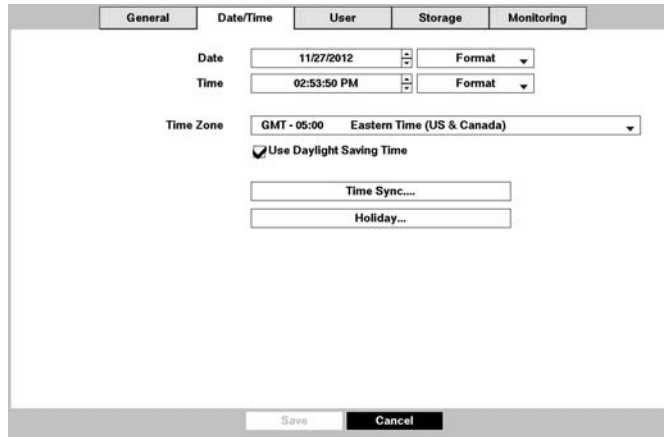 General Date/Time User Storage Monitoring
Date 11/27/2012 Format
Time 02:53:50 PM Format
Time Zone GMT - 05:00 Eastern Time (US & Canada)
Use Daylight Saving Time
Time Sync....
Holiday...
Save Cancel